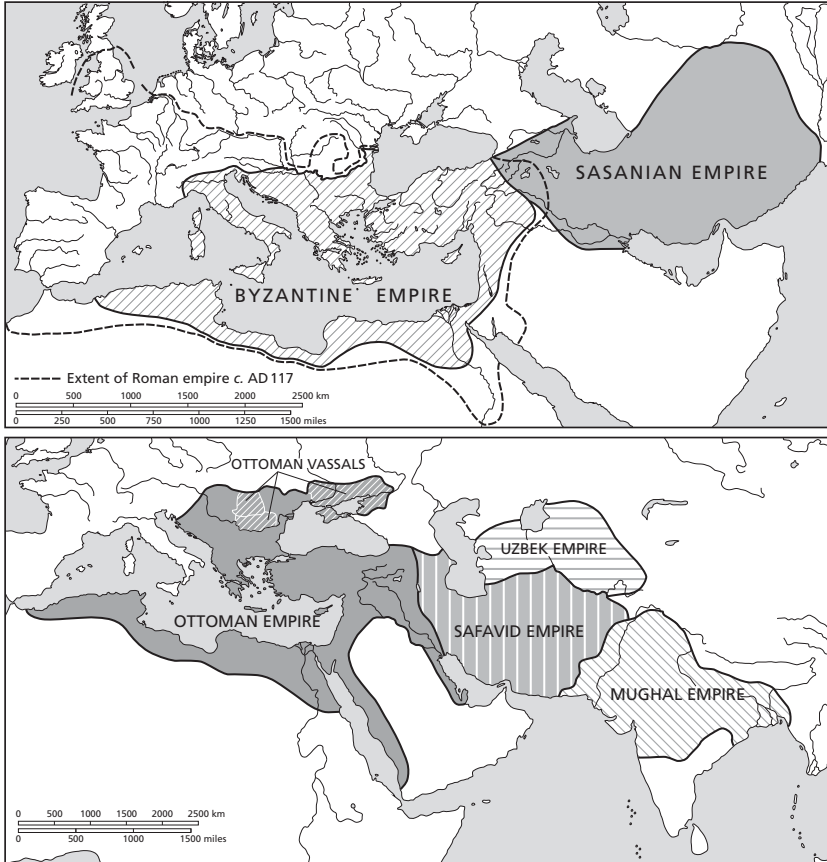 SASANIAN EMPIRE
BYZANTINE EMPIRE
Extent of Roman empire c. AD 117
0 500 1000 1500 2000 2500 km
0 250 500 750 1000 1250 1500 miles
OTTOMAN VASSALS
UZBEK EMPIRE
OTTOMAN EMPIRE
SAFAVID EMPIRE
MUGHAL EMPIRE
0 500 1000 1500 2000 2500 km
0 500 1000 1500 miles